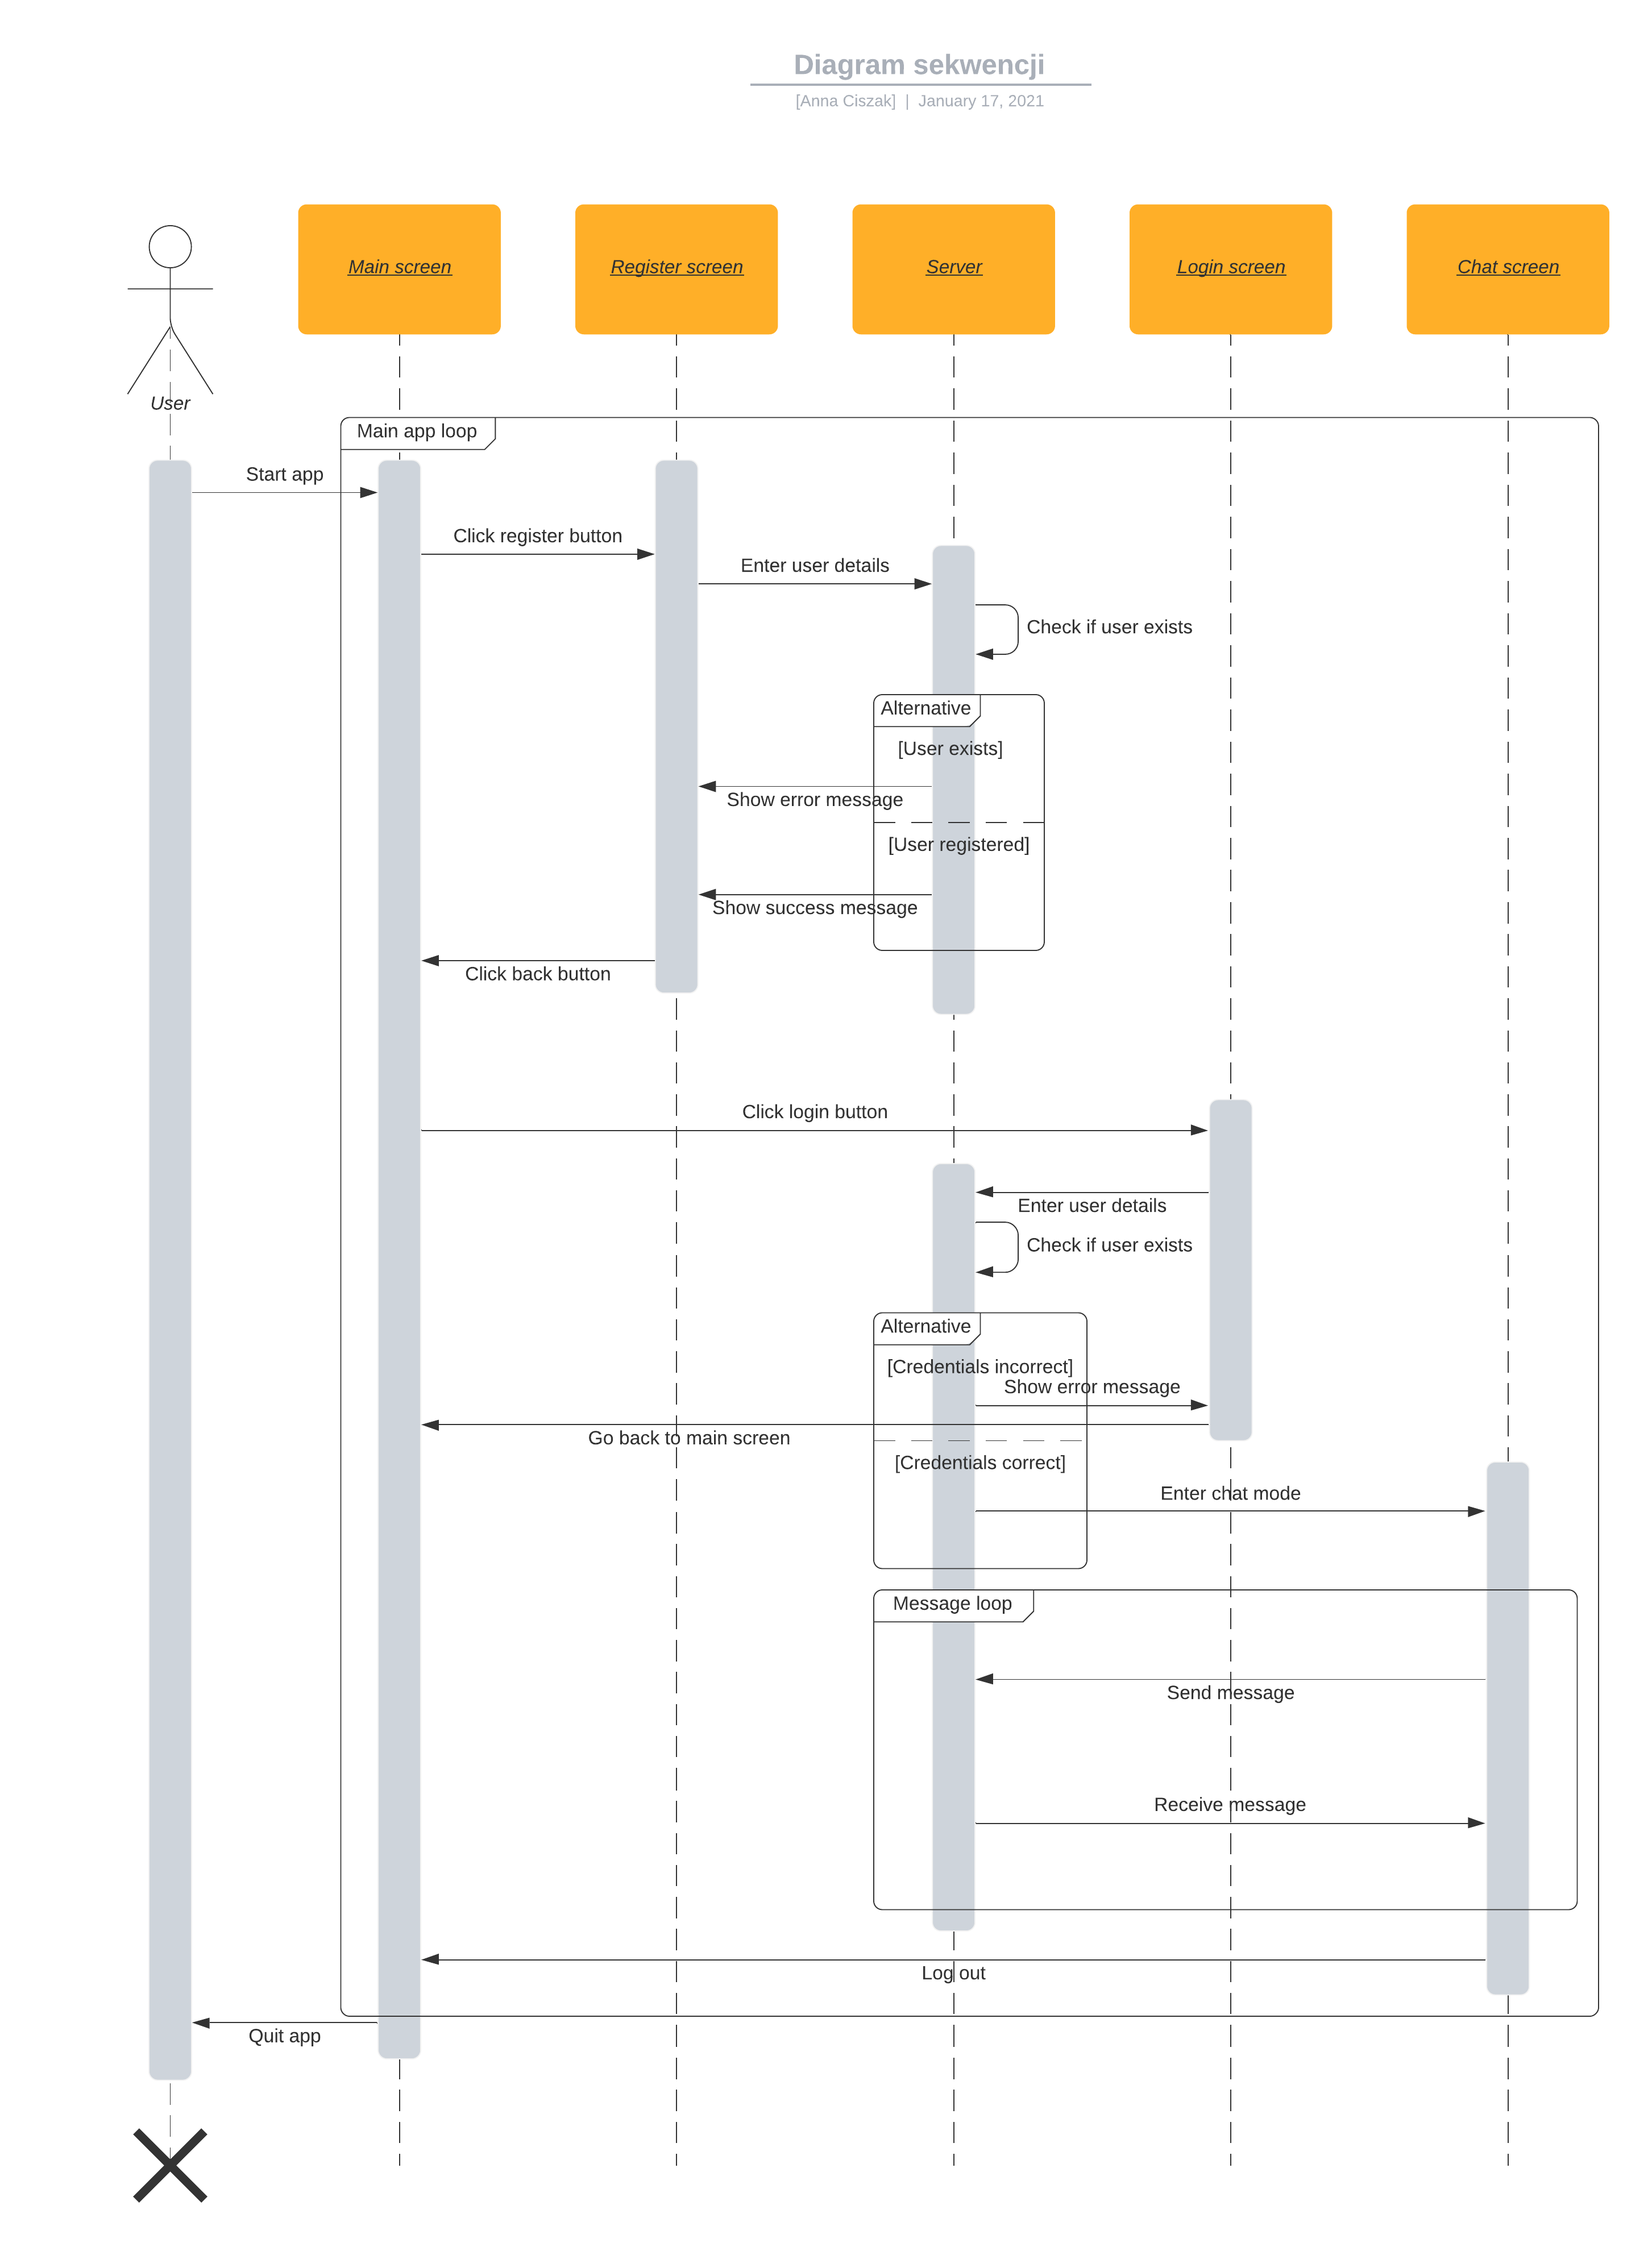 Diagram sekwencji
[Anna Ciszak] | January 17, 2021
Main screen
Register screen
Server
Login screen
Chat screen
User
Main app loop
Start app
Click register button
Enter user details
Check if user exists
Alternative
[User exists]
Show error message
[User registered]
Show success message
Click back button
Click login button
Enter user details
Check if user exists
Alternative
[Credentials incorrect]
Show error message
Go back to main screen
[Credentials correct]
Enter chat mode
Message loop
Send message
Receive message
Log out
Quit app